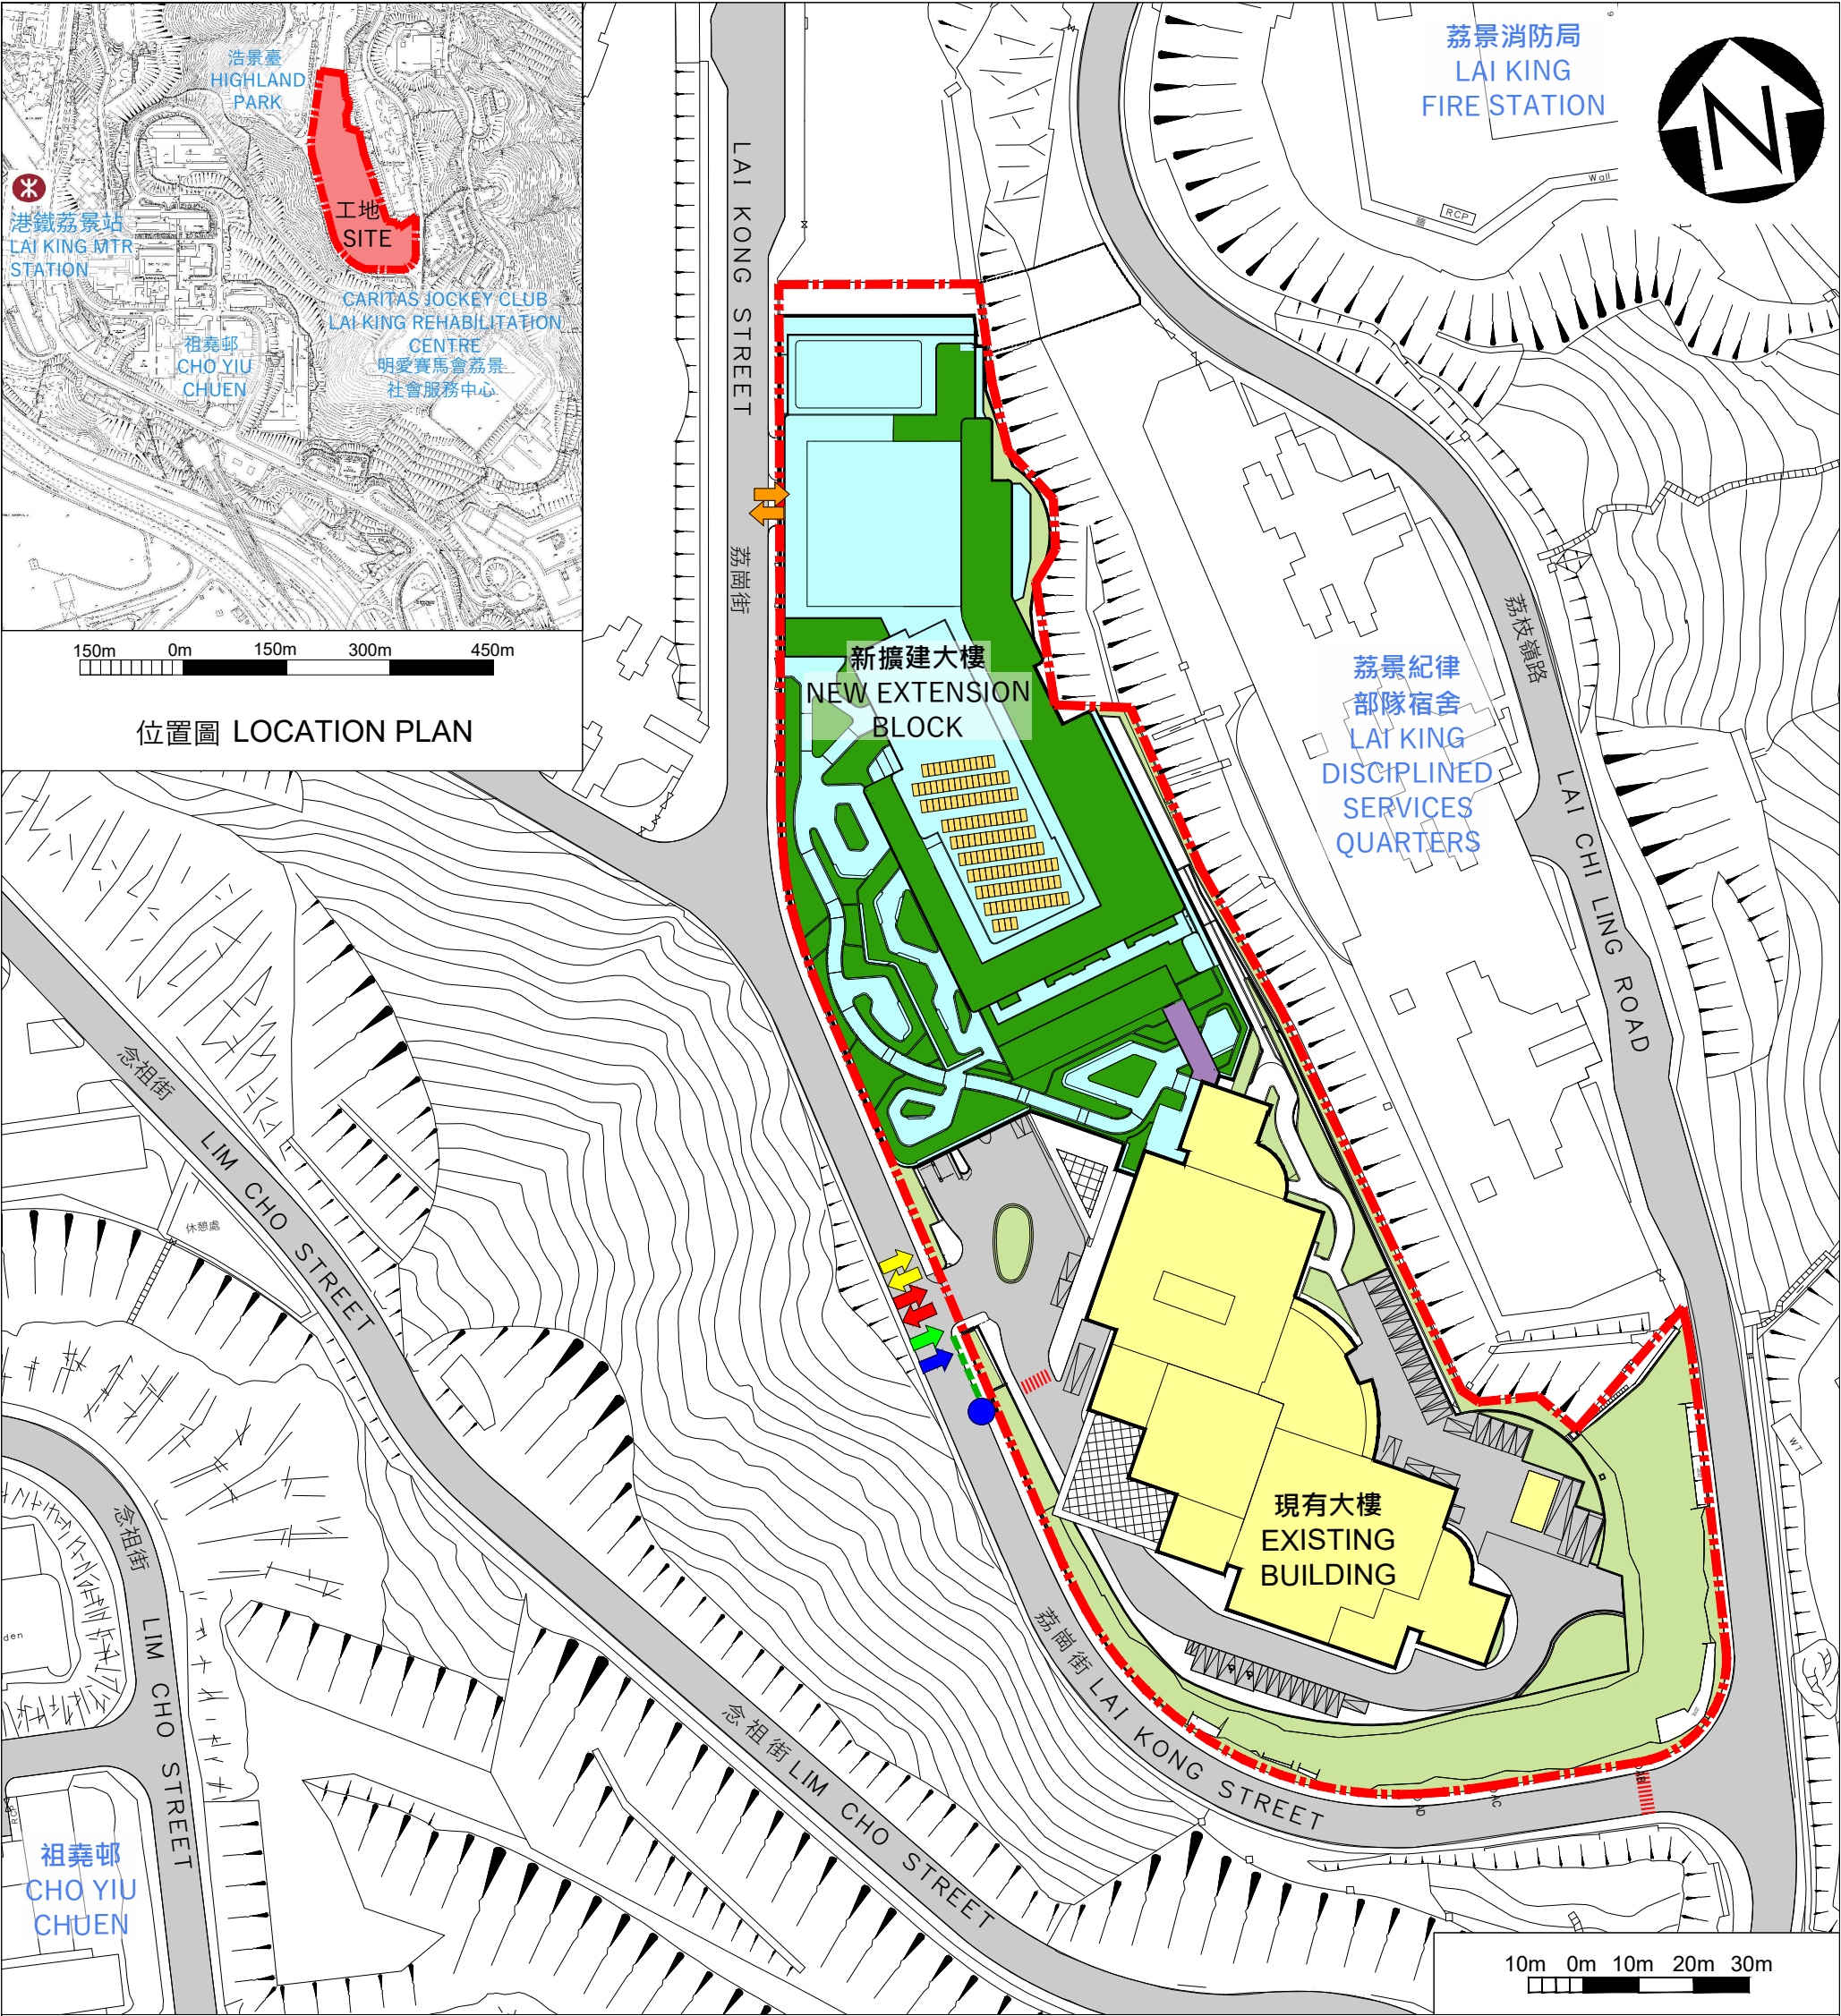 浩景臺
HIGHLAND
PARK
港鐵荔景站
LAI KING MTR
STATION
工地
SITE
CARITAS JOCKEY CLUB
LAI KING REHABILITATION
CENTRE
明愛賽馬會荔景
社會服務中心
祖堯邨
CHO YIU
CHUEN
150m 0m 150m 300m 450m
位置圖 LOCATION PLAN
荔景消防局
LAI KING
FIRE STATION
N
Wall
RCP
LAI KONG STREET
荔崗街
新擴建大樓
NEW EXTENSION
BLOCK
荔景紀律
部隊宿舍
LAI KING
DISCIPLINED
SERVICES
QUARTERS
荔枝嶺路
LAI CHI LING ROAD
念祖街
LIM CHO STREET
休憩處
念祖街
LIM CHO STREET
現有大樓
EXISTING
BUILDING
WT
荔崗街 LAI KONG STREET
念祖街 LIM CHO STREET
祖堯邨
CHO YIU
CHUEN
10m 0m 10m 20m 30m